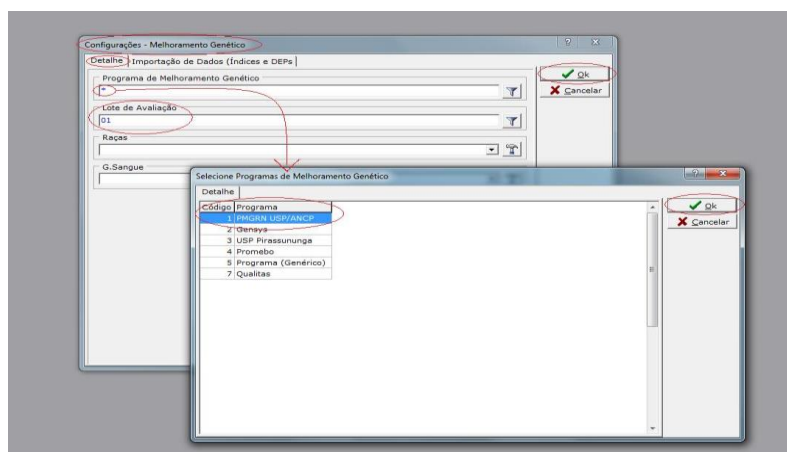 Configurações - Melhoramento Genético
Detalhe Importação de Dados (Índices e DEPs
Programa de Melhoramento Genético
*
Lote de Avaliação
01
Raças
G.Sangue
Ok
Cancelar
Selecione Programas de Melhoramento Genético
Detalhe
Código Programa
1 PMGRN USP/ANCP
2 Gensys
3 USP Pirassununga
4 Promebo
5 Programa (Genérico)
7 Qualitas
Ok
Cancelar